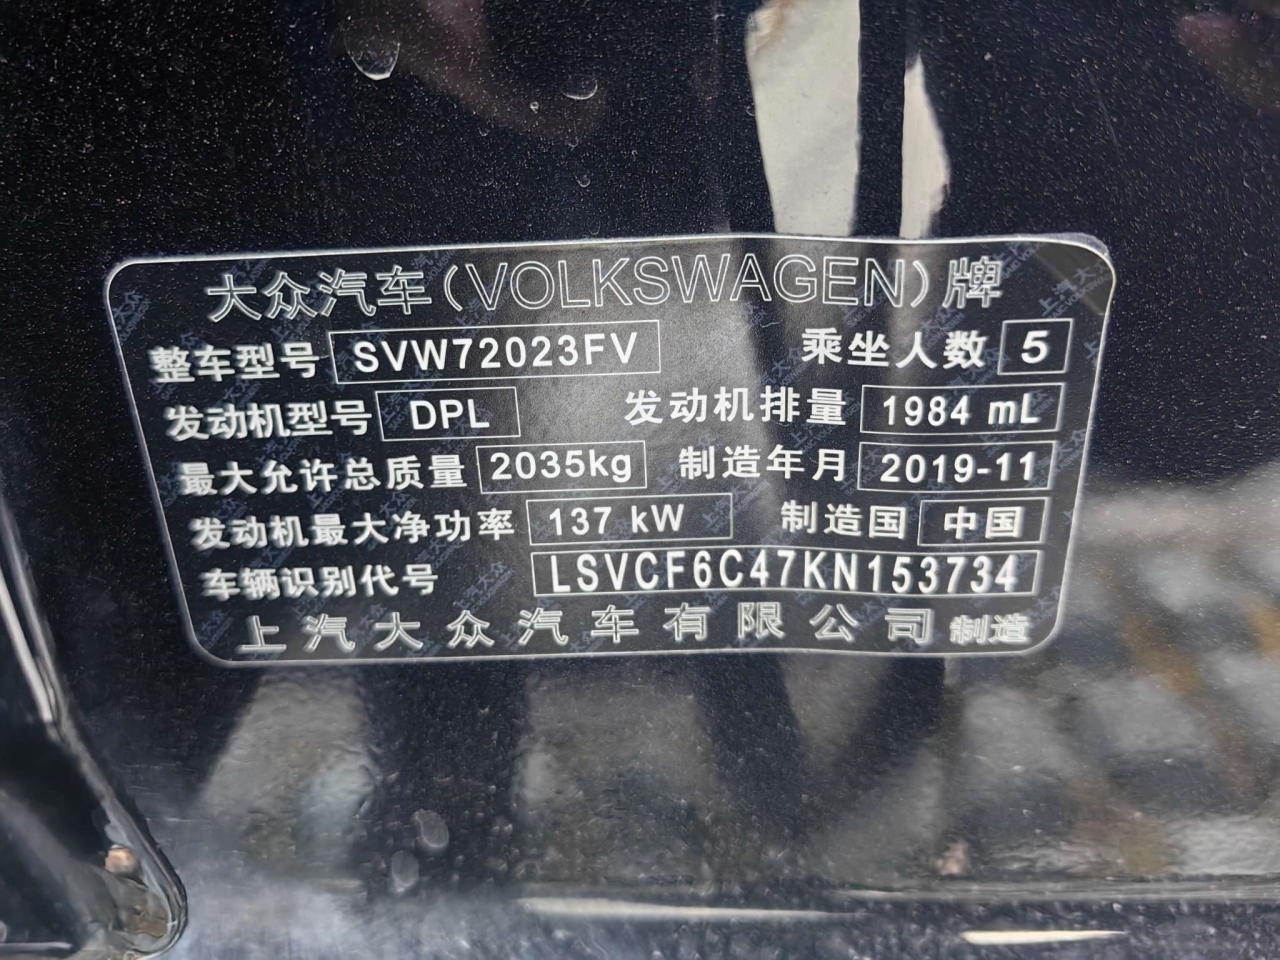 大众汽车(VOLKSWAGEN)牌
整车型号 SVW72023FV 乘坐人数 5
发动机型号 DPL 发动机排量 1984 mL
最大允许总质量 2035kg 制造年月 2019-11
发动机最大净功率 137 kW 制造国 中国
车辆识别代号 LSVCF6C47KN153734
上汽大众汽车有限公司 制造